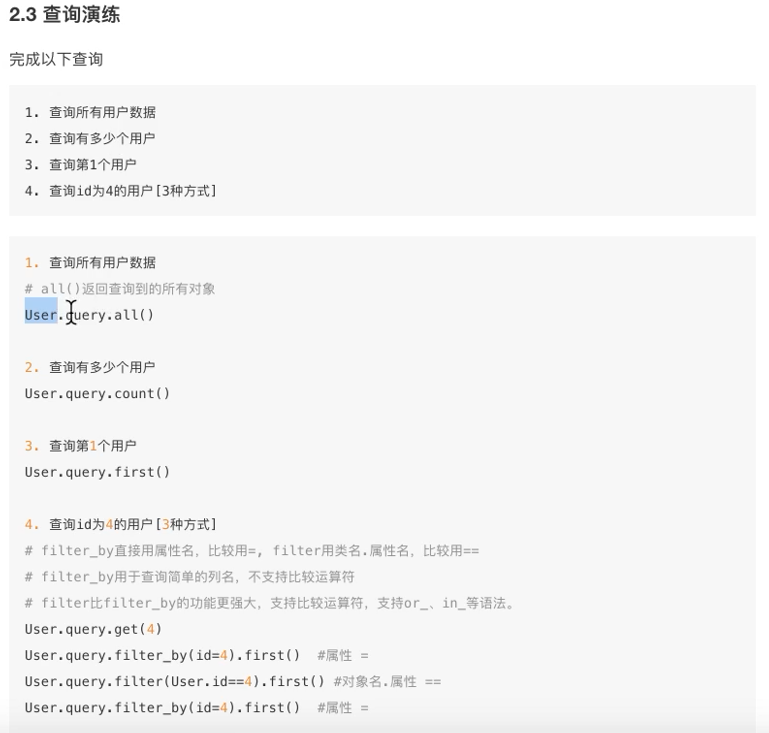 2.3 查询演练
完成以下查询
1. 查询所有用户数据
2. 查询有多少个用户
3. 查询第1个用户
4. 查询id为4的用户[3种方式]
1. 查询所有用户数据
# all()返回查询到的所有对象
User.query.all()
2. 查询有多少个用户
User.query.count()
3. 查询第1个用户
User.query.first()
4. 查询id为4的用户[3种方式]
# filter_by直接用属性名，比较用=, filter用类名.属性名，比较用==
# filter_by用于查询简单的列名，不支持比较运算符
# filter比filter_by的功能更强大，支持比较运算符，支持or_、in_等语法。
User.query.get(4)
User.query.filter_by(id=4).first()  #属性 =
User.query.filter(User.id==4).first() #对象名.属性 ==
User.query.filter_by(id=4).first()  #属性 =